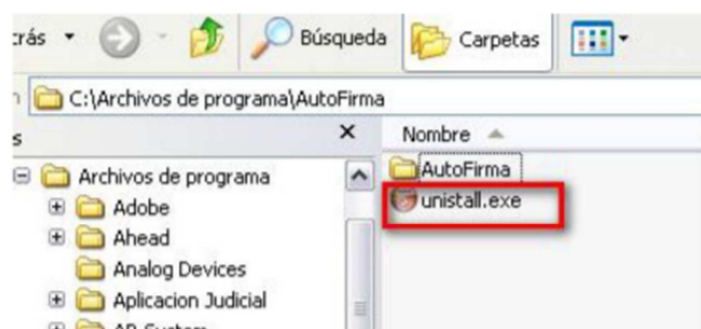 trás Búsqueda Carpetas
C:\Archivos de programa\AutoFirma
s Nombre
Archivos de programa AutoFirma
Adobe unistall.exe
Ahead
Analog Devices
Aplicacion Judicial